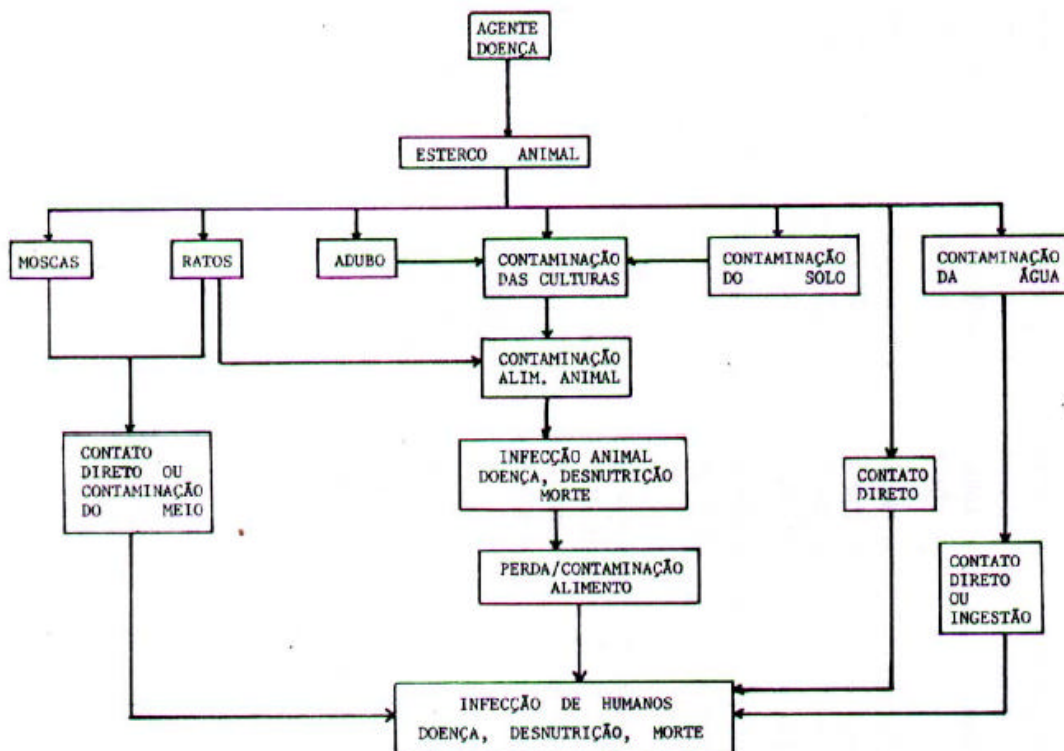 AGENTE
DOENÇA
ESTERCO ANIMAL
MOSCAS
RATOS
ADUBO
CONTAMINAÇÃO
DAS CULTURAS
CONTAMINAÇÃO
DO SOLO
CONTAMINAÇÃO
DA ÁGUA
CONTAMINAÇÃO
ALIM. ANIMAL
CONTATO
DIRETO OU
CONTAMINAÇÃO
DO MEIO
INFECÇÃO ANIMAL
DOENÇA, DESNUTRIÇÃO
MORTE
CONTATO
DIRETO
PERDA/CONTAMINAÇÃO
ALIMENTO
CONTATO
DIRETO
OU
INGESTÃO
INFECÇÃO DE HUMANOS
DOENÇA, DESNUTRIÇÃO, MORTE